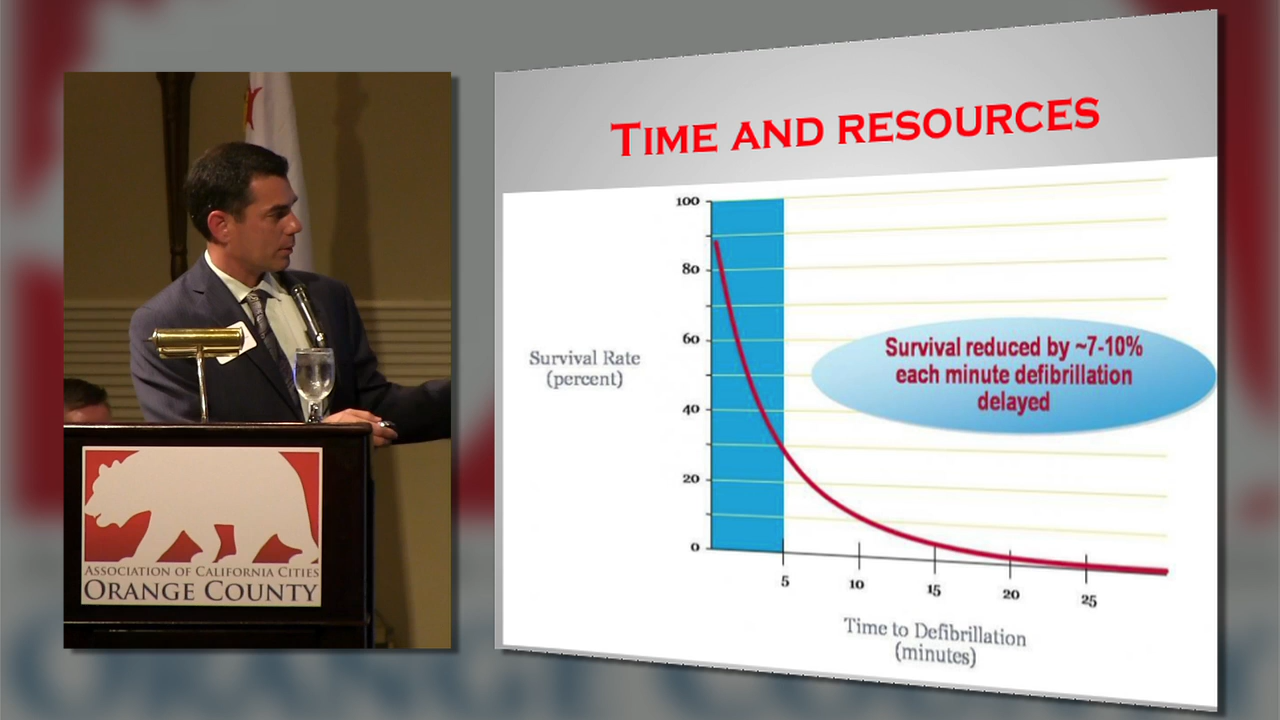 TIME AND RESOURCES
100
80
60
40
20
0
Survival Rate
(percent)
Survival reduced by ~7-10%
each minute defibrillation
delayed
5
10
15
20
25
Time to Defibrillation
(minutes)
ASSOCIATION OF CALIFORNIA CITIES
ORANGE COUNTY